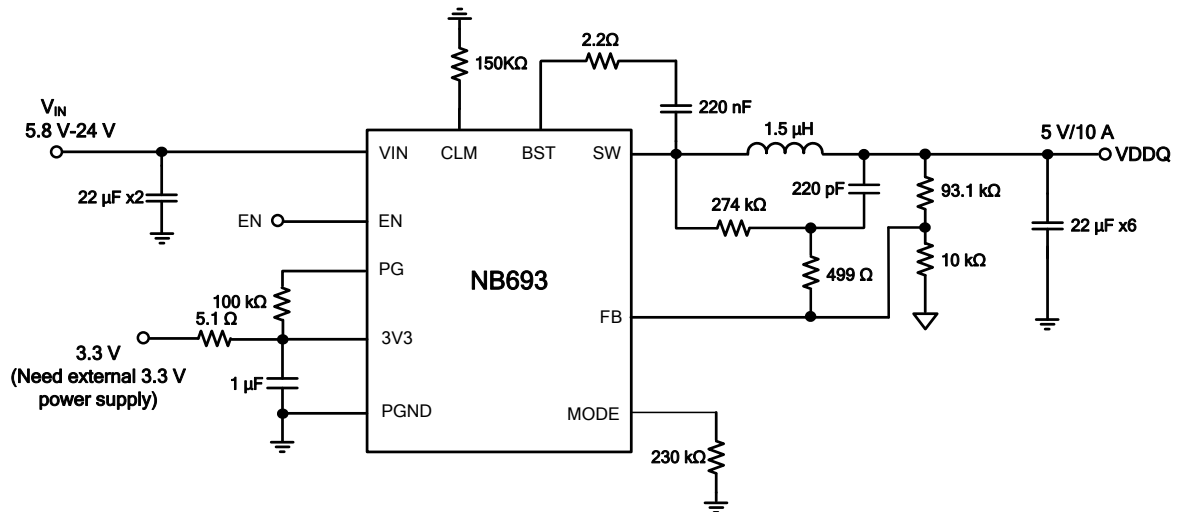 150KΩ
2.2Ω
220 nF
VIN
5.8 V-24 V
22 µF x2
VIN
CLM
BST
SW
1.5 µH
5 V/10 A
VDDQ
220 pF
93.1 kΩ
274 kΩ
22 µF x6
EN
EN
PG
NB693
499 Ω
10 kΩ
100 kΩ
5.1 Ω
FB
3V3
3.3 V
(Need external 3.3 V
power supply)
1 µF
PGND
MODE
230 kΩ